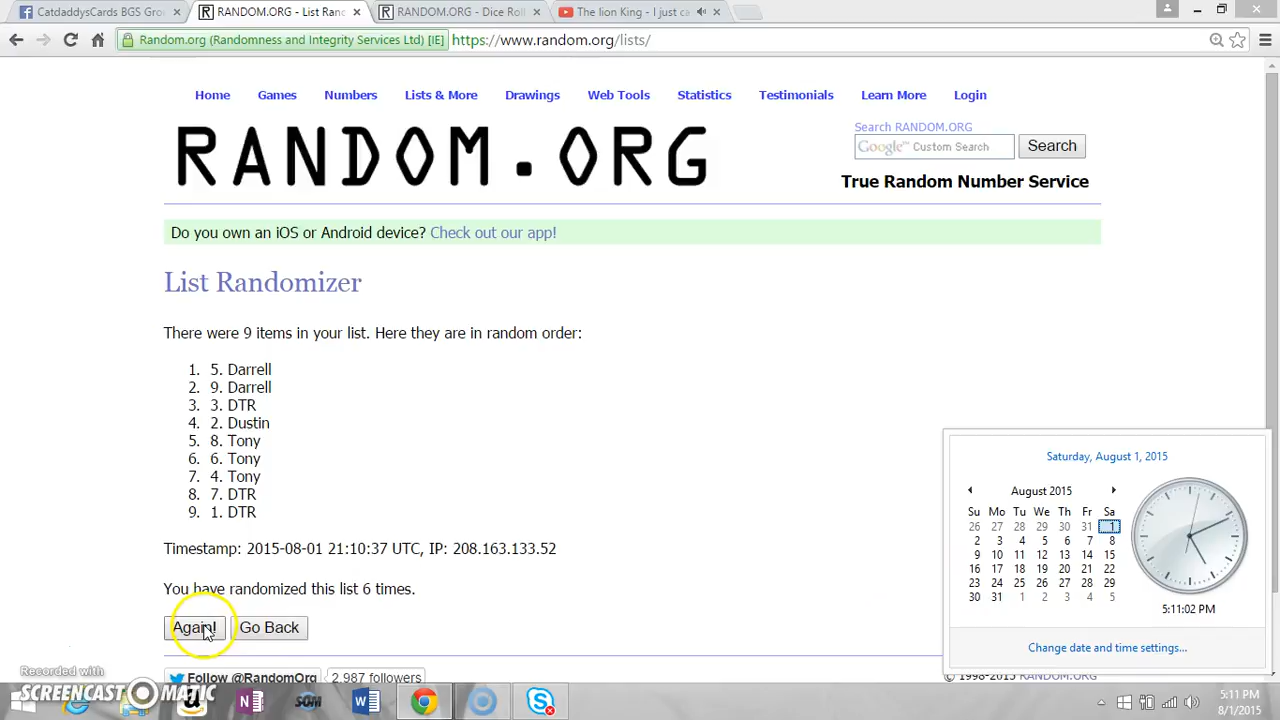 CatdaddysCards BGS Gro
RANDOM.ORG - List Ran
RANDOM.ORG - Dice Roll
The lion King - I just ca
Random.org (Randomness and Integrity Services Ltd) [IE]
https://www.random.org/lists/
Home Games Numbers Lists & More Drawings Web Tools Statistics Testimonials Learn More Login
RANDOM.ORG
Search RANDOM.ORG
Google™ Custom Search
Search
True Random Number Service
Do you own an iOS or Android device? Check out our app!
List Randomizer
There were 9 items in your list. Here they are in random order:
1. 5. Darrell
2. 9. Darrell
3. 3. DTR
4. 2. Dustin
5. 8. Tony
6. 6. Tony
7. 4. Tony
8. 7. DTR
9. 1. DTR
Timestamp: 2015-08-01 21:10:37 UTC, IP: 208.163.133.52
You have randomized this list 6 times.
Again! Go Back
Follow @RandomOrg 2,987 followers
Saturday, August 1, 2015
August 2015
Su Mo Tu We Th Fr Sa
26 27 28 29 30 31 1
2 3 4 5 6 7 8
9 10 11 12 13 14 15
16 17 18 19 20 21 22
23 24 25 26 27 28 29
30 31 1 2 3 4 5
5:11:02 PM
Change date and time settings...
© 1998-2015 RANDOM.ORG
Recorded with
SCREENCAST MATIC
5:11 PM
8/1/2015